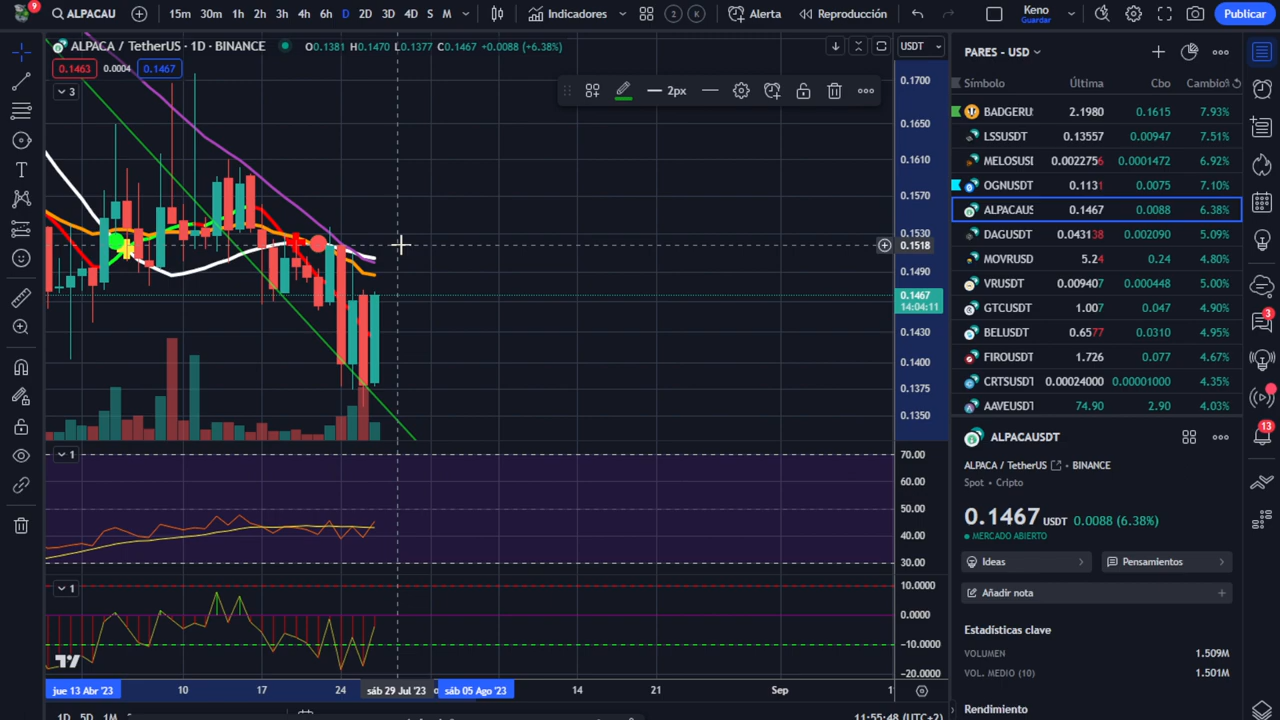 9
ALPACAU
15m 30m 1h 2h 3h 4h 6h D 2D 3D 4D S M
Indicadores
2 K
Alerta
Reproducción
Keno
Guardar
Publicar
ALPACA / TetherUS · 1D · BINANCE
O0.1381 H0.1470 L0.1377 C0.1467 +0.0088 (+6.38%)
0.1463 0.0004 0.1467
3
2px
USDT
0.1700
0.1650
0.1610
0.1570
0.1530
0.1518
0.1490
0.1467
14:04:11
0.1430
0.1400
0.1375
0.1350
1
70.00
60.00
50.00
40.00
30.00
1
10.0000
0.0000
−10.0000
−20.0000
jue 13 Abr '23 10 17 24 sáb 29 Jul '23 sáb 05 Ago '23 14 21 Sep 1
1D 5D 1M
11:55:48 (UTC+2)
PARES - USD
Símbolo Última Cbo Cambio%
BADGERU 2.1980 0.1615 7.93%
LSSUSDT 0.13557 0.00947 7.51%
MELOSUSI 0.0022756 0.0001472 6.92%
OGNUSDT 0.1131 0.0075 7.10%
ALPACAUS 0.1467 0.0088 6.38%
DAGUSDT 0.043138 0.002090 5.09%
MOVRUSD 5.24 0.24 4.80%
VRUSDT 0.009407 0.000448 5.00%
GTCUSDT 1.007 0.047 4.90%
BELUSDT 0.6577 0.0310 4.95%
FIROUSDT 1.726 0.077 4.67%
CRTSUSDT 0.00024000 0.00001000 4.35%
AAVEUSDT 74.90 2.90 4.03%
ALPACAUSDT
ALPACA / TetherUS · BINANCE
Spot · Cripto
0.1467 USDT 0.0088 (6.38%)
MERCADO ABIERTO
Ideas
Pensamientos
Añadir nota
Estadísticas clave
VOLUMEN 1.509M
VOL. MEDIO (10) 1.501M
Rendimiento
3
13